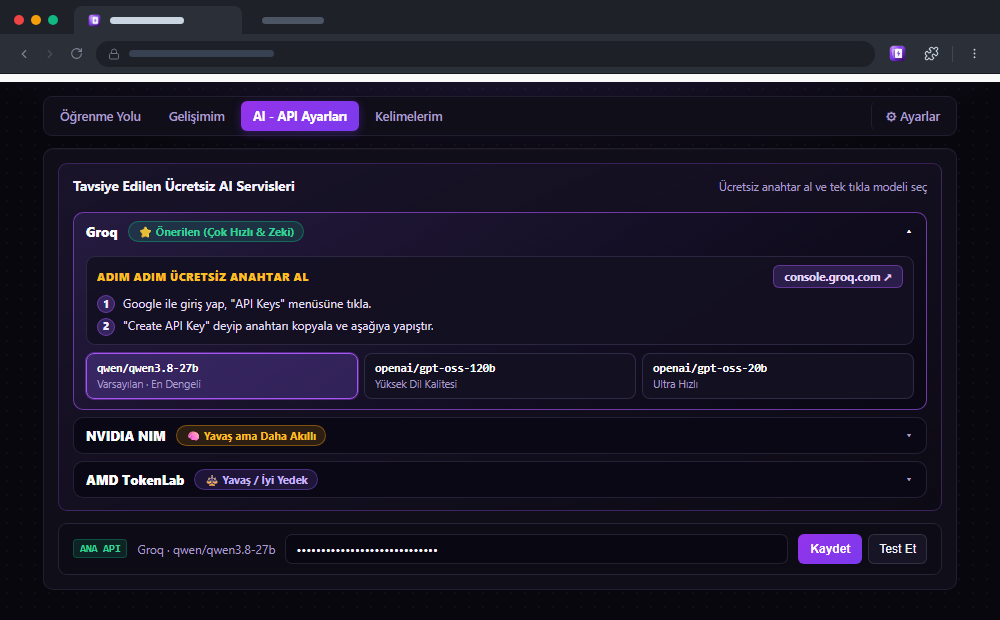 Öğrenme Yolu
Gelişimim
AI - API Ayarları
Kelimelerim
⚙ Ayarlar
Tavsiye Edilen Ücretsiz AI Servisleri
Ücretsiz anahtar al ve tek tıkla modeli seç
Groq
⭐ Önerilen (Çok Hızlı & Zeki)
ADIM ADIM ÜCRETSİZ ANAHTAR AL
console.groq.com ↗
1 Google ile giriş yap, "API Keys" menüsüne tıkla.
2 "Create API Key" deyip anahtarı kopyala ve aşağıya yapıştır.
qwen/qwen3.8-27b
Varsayılan · En Dengeli
openai/gpt-oss-120b
Yüksek Dil Kalitesi
openai/gpt-oss-20b
Ultra Hızlı
NVIDIA NIM
🧠 Yavaş ama Daha Akıllı
AMD TokenLab
⚖️ Yavaş / İyi Yedek
ANA API
Groq · qwen/qwen3.8-27b
Kaydet
Test Et